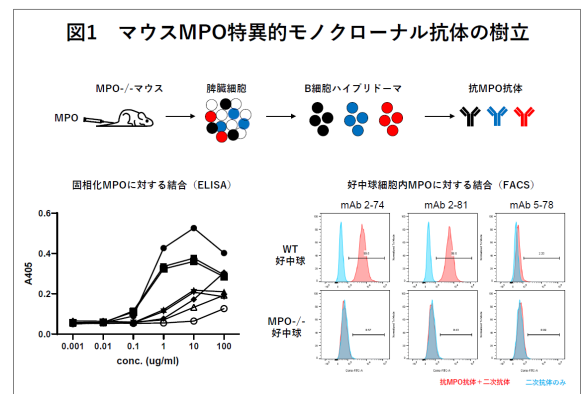 図1 マウスMPO特異的モノクローナル抗体の樹立
MPO-/-マウス
脾臓細胞
B細胞ハイブリドーマ
抗MPO抗体
MPO
固相化MPOに対する結合（ELISA）
0.6
0.4
0.2
0.0
A405
0.001 0.01 0.1 1 10 100
conc. (ug/ml)
好中球細胞内MPOに対する結合（FACS）
mAb 2-74 mAb 2-81 mAb 5-78
WT
好中球
MPO-/-
好中球
抗MPO抗体＋二次抗体
二次抗体のみ